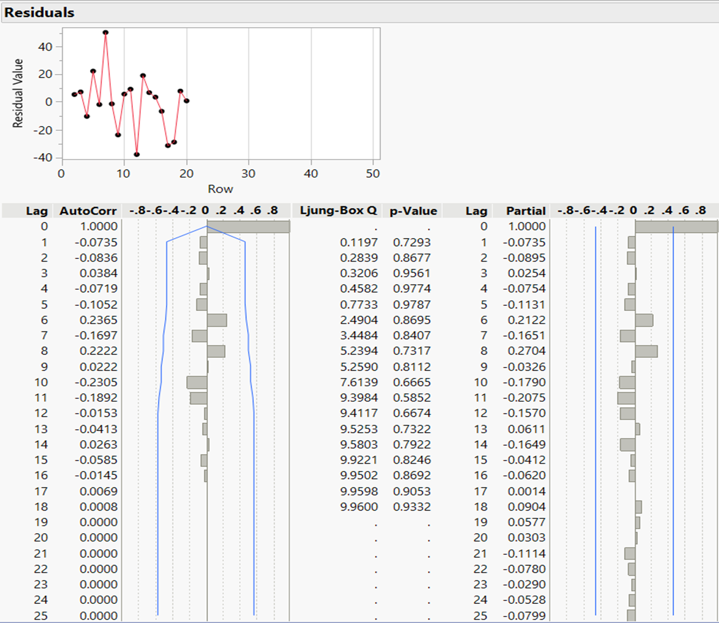 Residuals
40
20
0
-20
-40
Residual Value
0 10 20 30 40 50
Row
Lag AutoCorr -.8-.6-.4-.2 0 .2 .4 .6 .8 Ljung-Box Q p-Value Lag Partial -.8-.6-.4-.2 0 .2 .4 .6 .8
0 1.0000 . . 0 1.0000
1 -0.0735 0.1197 0.7293 1 -0.0735
2 -0.0836 0.2839 0.8677 2 -0.0895
3 0.0384 0.3206 0.9561 3 0.0254
4 -0.0719 0.4582 0.9774 4 -0.0754
5 -0.1052 0.7733 0.9787 5 -0.1131
6 0.2365 2.4904 0.8695 6 0.2122
7 -0.1697 3.4484 0.8407 7 -0.1651
8 0.2222 5.2394 0.7317 8 0.2704
9 0.0222 5.2590 0.8112 9 -0.0326
10 -0.2305 7.6139 0.6665 10 -0.1790
11 -0.1892 9.3984 0.5852 11 -0.2075
12 -0.0153 9.4117 0.6674 12 -0.1570
13 -0.0413 9.5253 0.7322 13 0.0611
14 0.0263 9.5803 0.7922 14 -0.1649
15 -0.0585 9.9221 0.8246 15 -0.0412
16 -0.0145 9.9502 0.8692 16 -0.0620
17 0.0069 9.9598 0.9053 17 0.0014
18 0.0008 9.9600 0.9332 18 0.0904
19 0.0000 . . 19 0.0577
20 0.0000 . . 20 0.0303
21 0.0000 . . 21 -0.1114
22 0.0000 . . 22 -0.0780
23 0.0000 . . 23 -0.0290
24 0.0000 . . 24 -0.0528
25 0.0000 . . 25 -0.0799